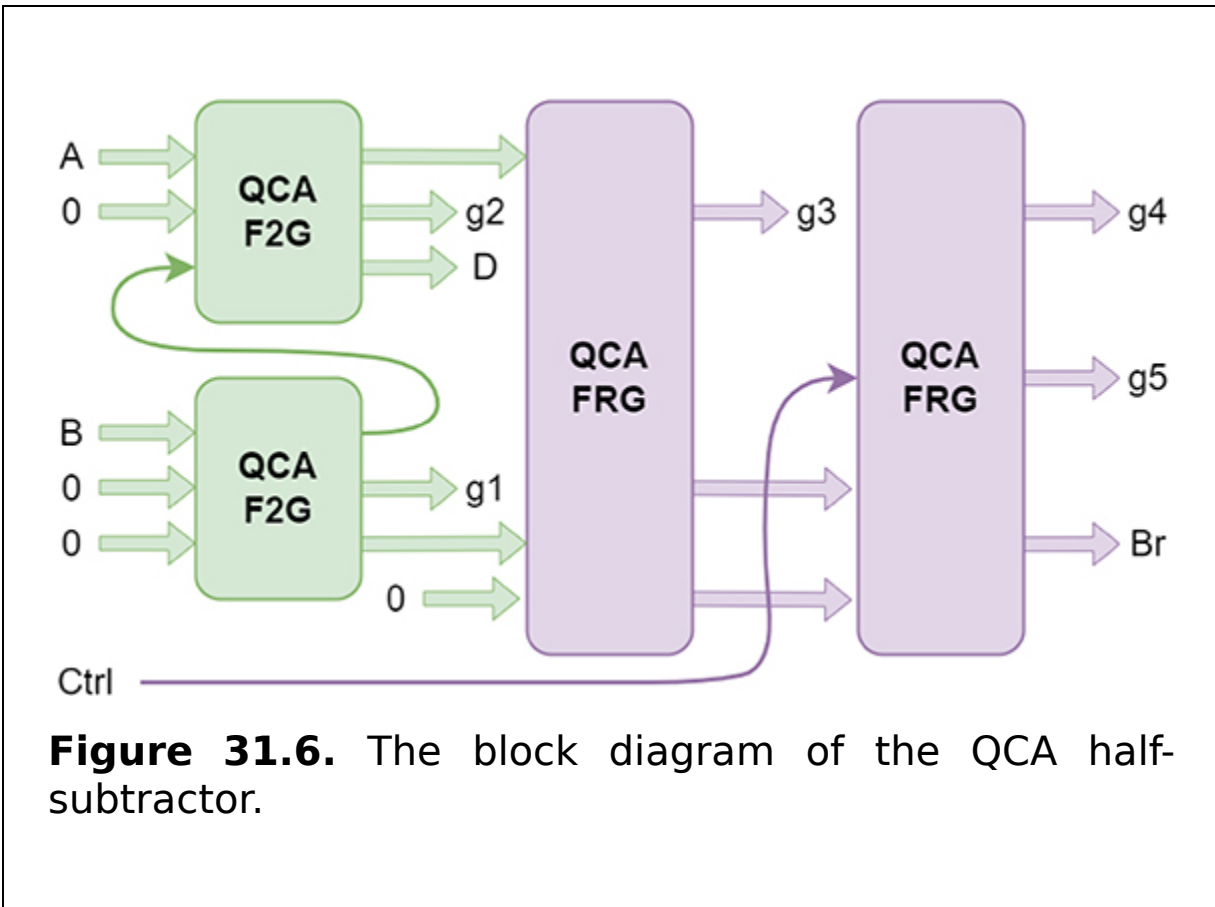 A
0
QCA
F2G
g2
D
B
0
0
QCA
F2G
g1
0
QCA
FRG
g3
QCA
FRG
g4
g5
Br
Ctrl
Figure 31.6. The block diagram of the QCA half-
subtractor.